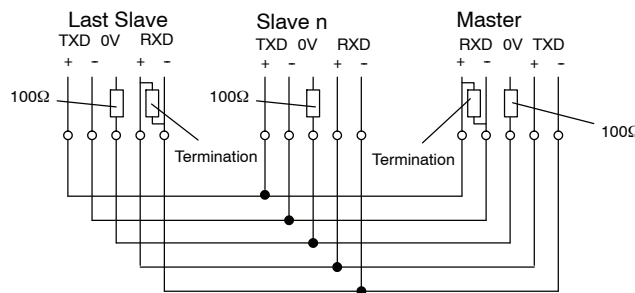 Last Slave Slave n Master
TXD 0V RXD TXD 0V RXD RXD 0V TXD
+ − + − + − + − + − + −
100Ω 100Ω 100Ω
Termination Termination